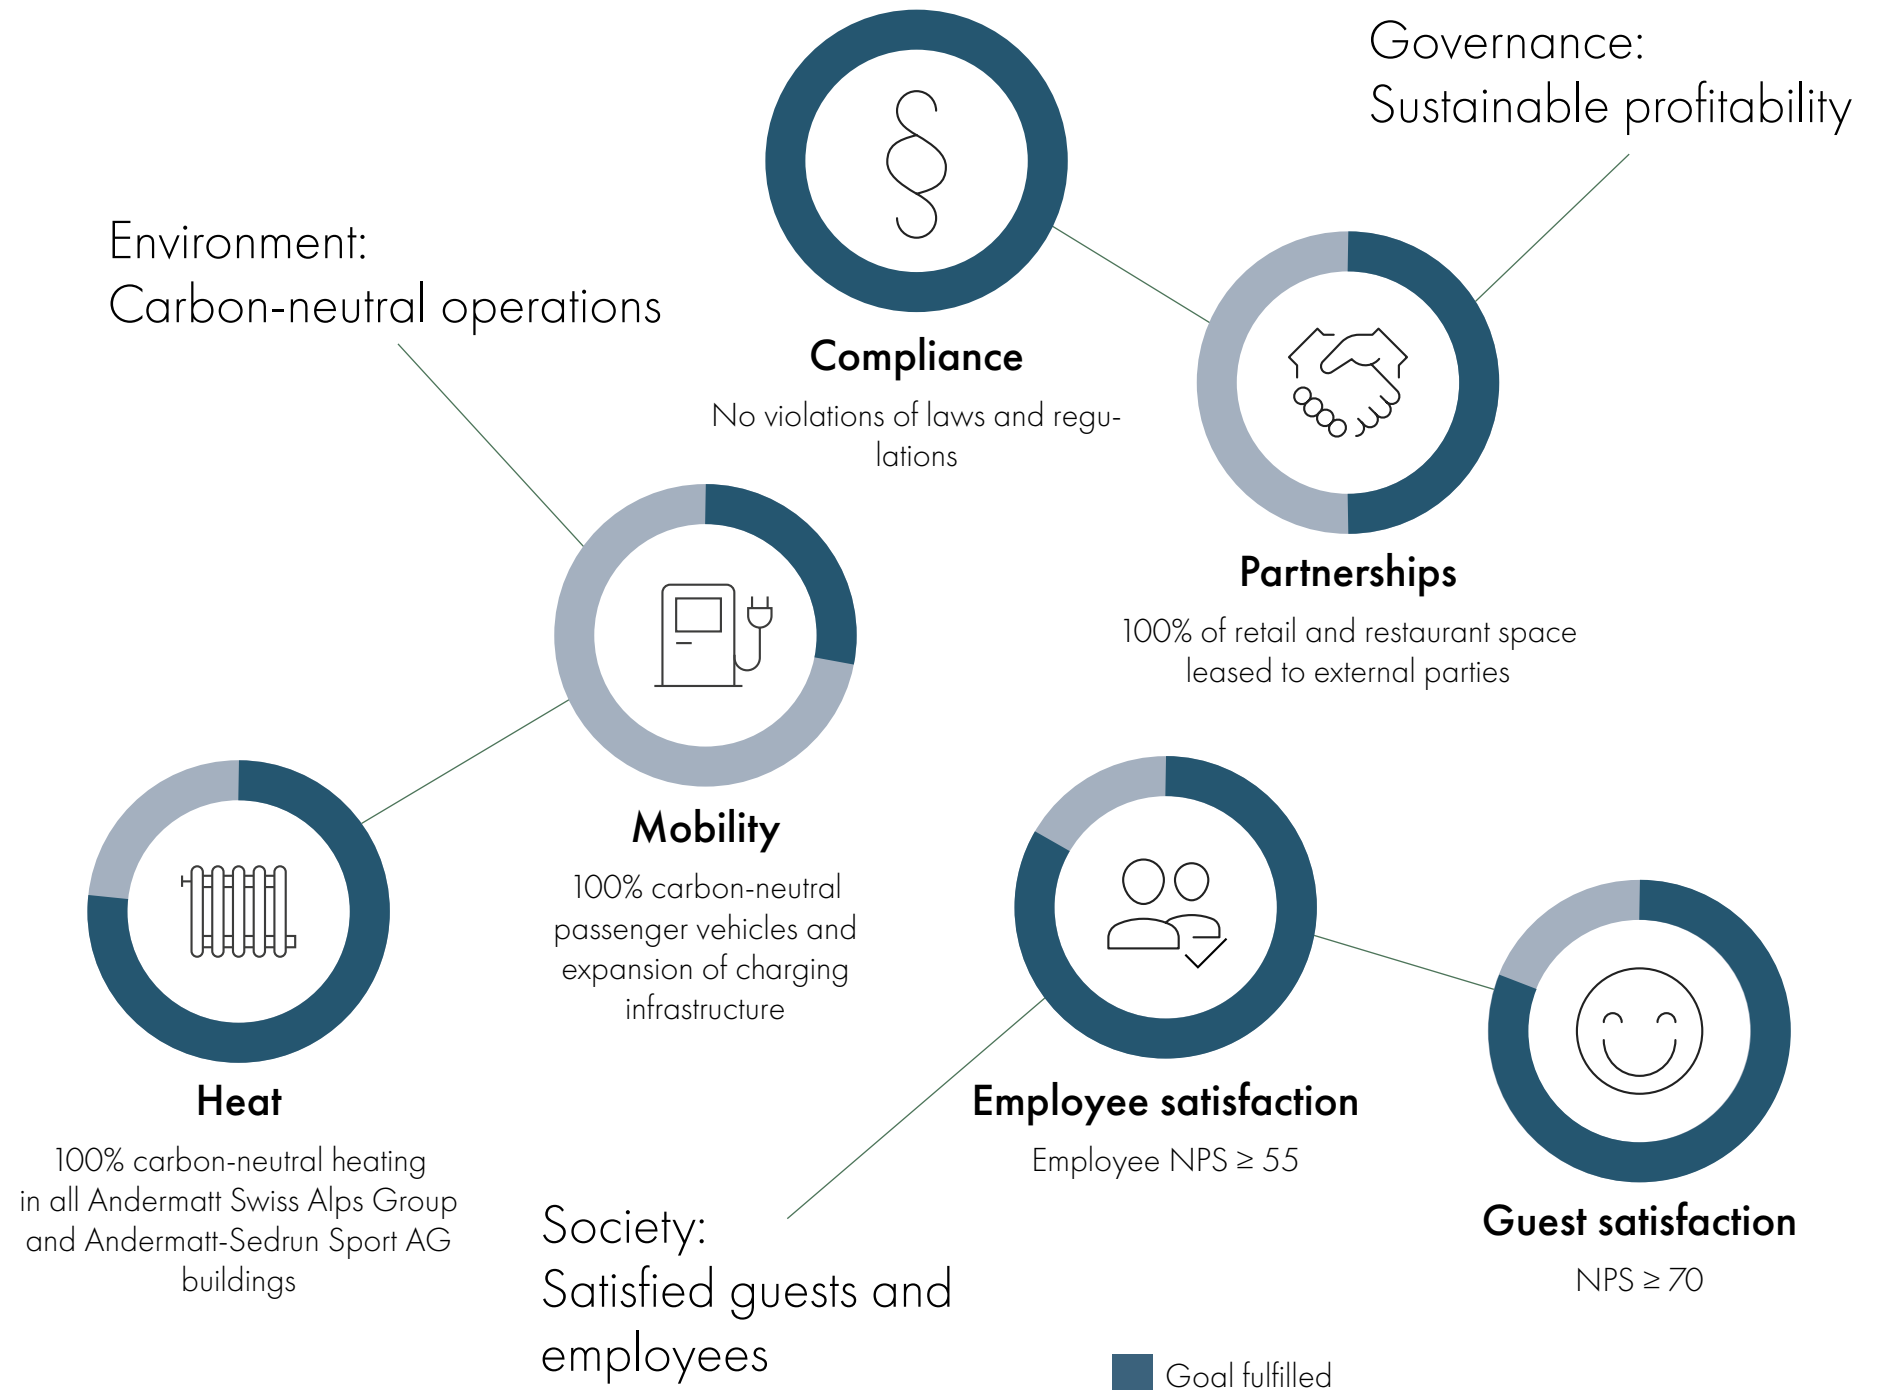 Governance:
Sustainable profitability
Environment:
Carbon-neutral operations
Compliance
No violations of laws and regu-
lations
Partnerships
100% of retail and restaurant space
leased to external parties
Mobility
100% carbon-neutral
passenger vehicles and
expansion of charging
infrastructure
Heat
100% carbon-neutral heating
in all Andermatt Swiss Alps Group
and Andermatt-Sedrun Sport AG
buildings
Employee satisfaction
Employee NPS ≥ 55
Guest satisfaction
NPS ≥ 70
Society:
Satisfied guests and
employees
Goal fulfilled